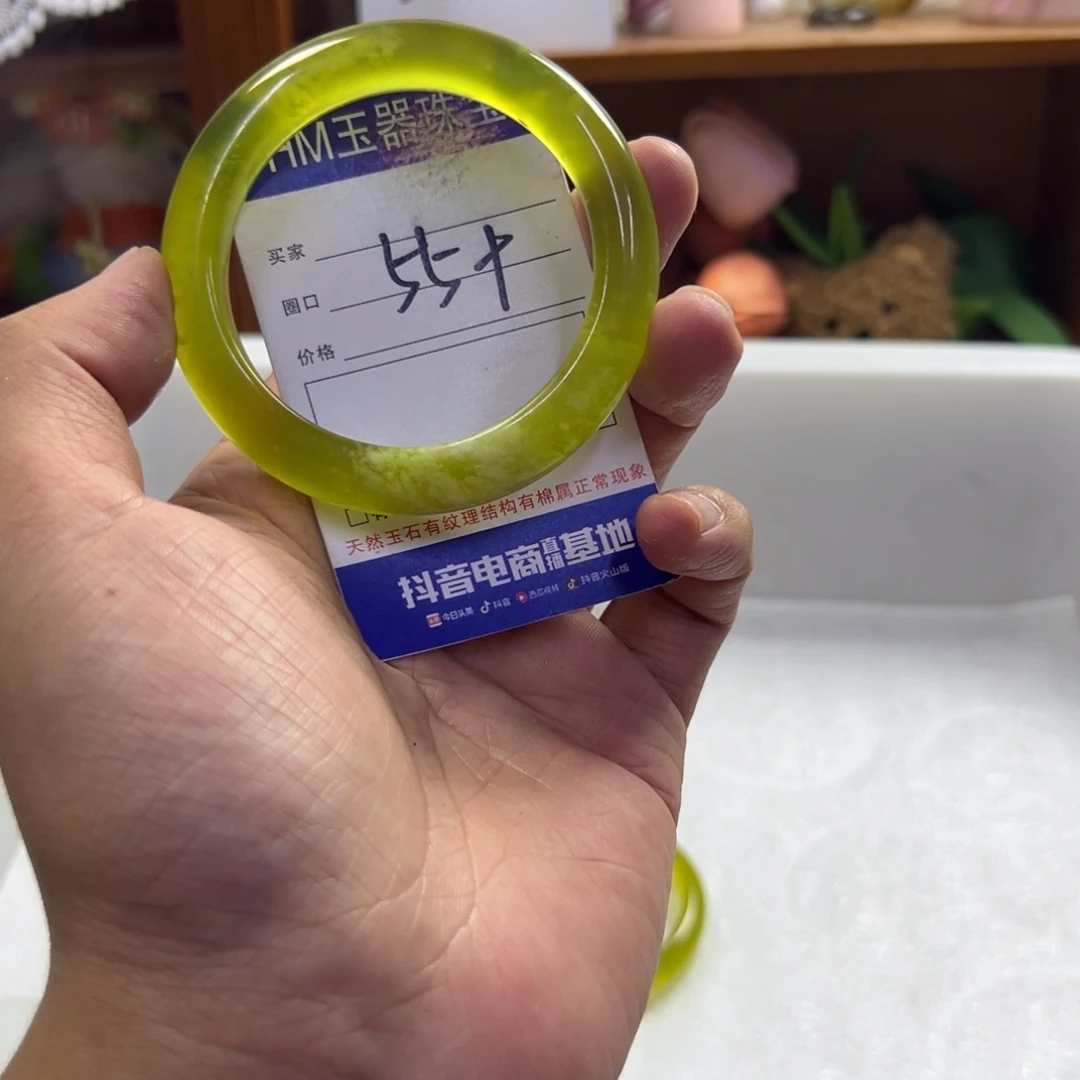 HM玉器珠宝
买家
55+
圈口
价格
天然玉石有纹理结构有棉属正常现象
抖音电商直播基地
今日头条 抖音 西瓜视频 抖音火山版